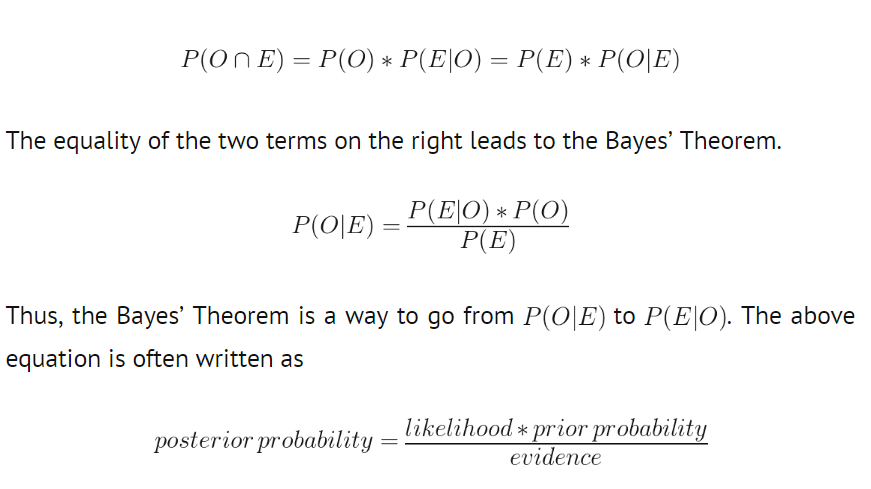 P(O ∩ E) = P(O) * P(E|O) = P(E) * P(O|E)
The equality of the two terms on the right leads to the Bayes’ Theorem.
P(O|E) = \frac{P(E|O) * P(O)}{P(E)}
Thus, the Bayes’ Theorem is a way to go from P(O|E) to P(E|O). The above
equation is often written as
posterior probability = \frac{likelihood * prior probability}{evidence}